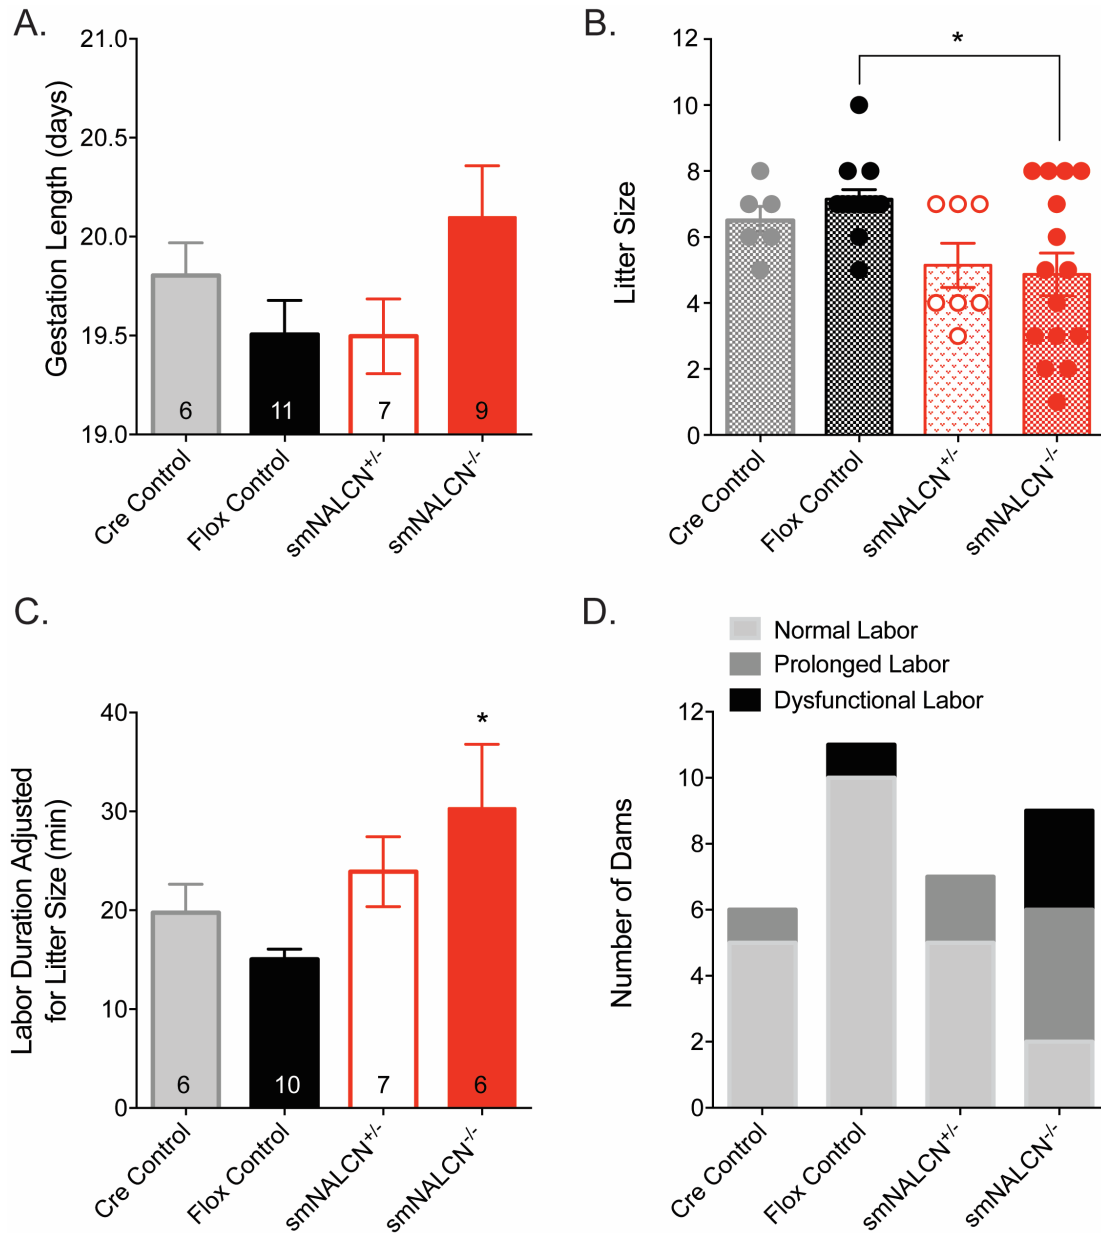 A.
Gestation Length (days)
21.0
20.5
20.0
19.5
19.0
6
11
7
9
Cre Control
Flox Control
smNALCN+/-
smNALCN-/-
B.
Litter Size
12
10
8
6
4
2
0
*
Cre Control
Flox Control
smNALCN+/-
smNALCN-/-
C.
Labor Duration Adjusted
for Litter Size (min)
40
30
20
10
0
*
6
10
7
6
Cre Control
Flox Control
smNALCN+/-
smNALCN-/-
D.
Normal Labor
Prolonged Labor
Dysfunctional Labor
Number of Dams
12
10
8
6
4
2
0
Cre Control
Flox Control
smNALCN+/-
smNALCN-/-